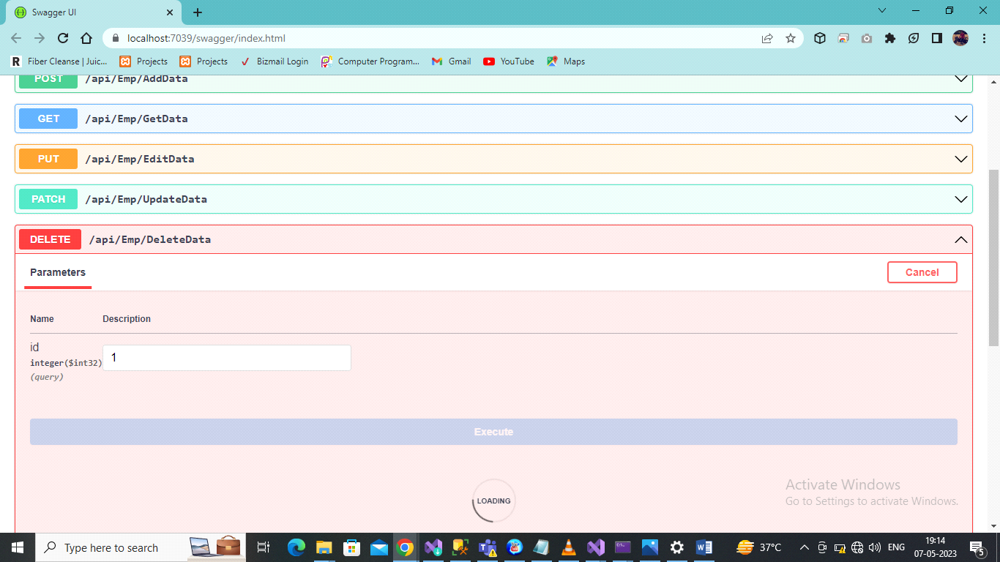 Swagger UI
localhost:7039/swagger/index.html
Fiber Cleanse | Juic... Projects Projects Bizmail Login Computer Program... Gmail YouTube Maps
POST /api/Emp/AddData
GET /api/Emp/GetData
PUT /api/Emp/EditData
PATCH /api/Emp/UpdateData
DELETE /api/Emp/DeleteData
Parameters Cancel
Name Description
id
1
integer($int32)
(query)
Execute
LOADING
Activate Windows
Go to Settings to activate Windows.
Type here to search 37°C ENG 19:14
07-05-2023 5